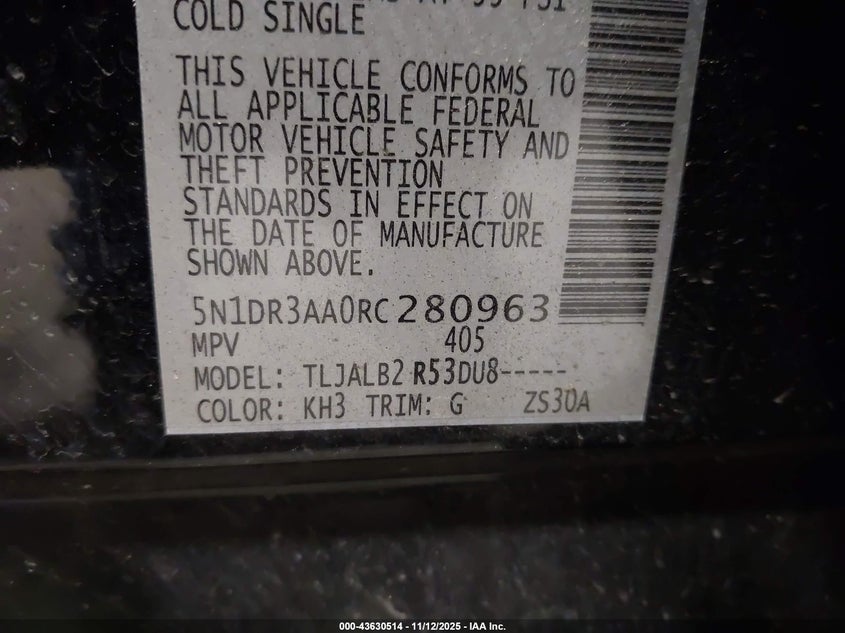 COLD SINGLE
THIS VEHICLE CONFORMS TO
ALL APPLICABLE FEDERAL
MOTOR VEHICLE SAFETY AND
THEFT PREVENTION
STANDARDS IN EFFECT ON
THE DATE OF MANUFACTURE
SHOWN ABOVE.
5N1DR3AA0RC280963
MPV 405
MODEL: TLJALB2 R53DU8-----
COLOR: KH3 TRIM: G ZS30A
000-43630514 - 11/12/2025 - IAA Inc.